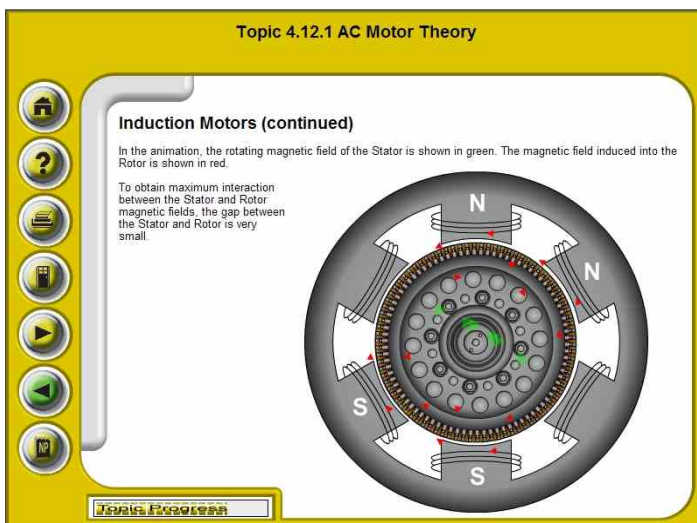 Topic 4.12.1 AC Motor Theory
Induction Motors (continued)
In the animation, the rotating magnetic field of the Stator is shown in green. The magnetic field induced into the
Rotor is shown in red.
To obtain maximum interaction
between the Stator and Rotor
magnetic fields, the gap between
the Stator and Rotor is very
small.
N
N
S
S
?
NP
Topic Progress